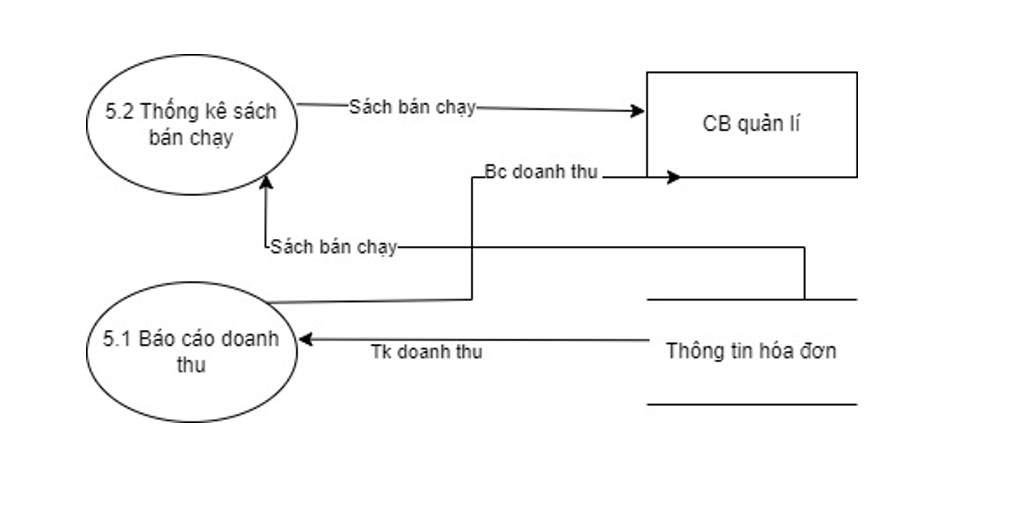 5.2 Thống kê sách
bán chạy
Sách bán chạy
CB quản lí
Bc doanh thu
Sách bán chạy
5.1 Báo cáo doanh
thu
Tk doanh thu
Thông tin hóa đơn